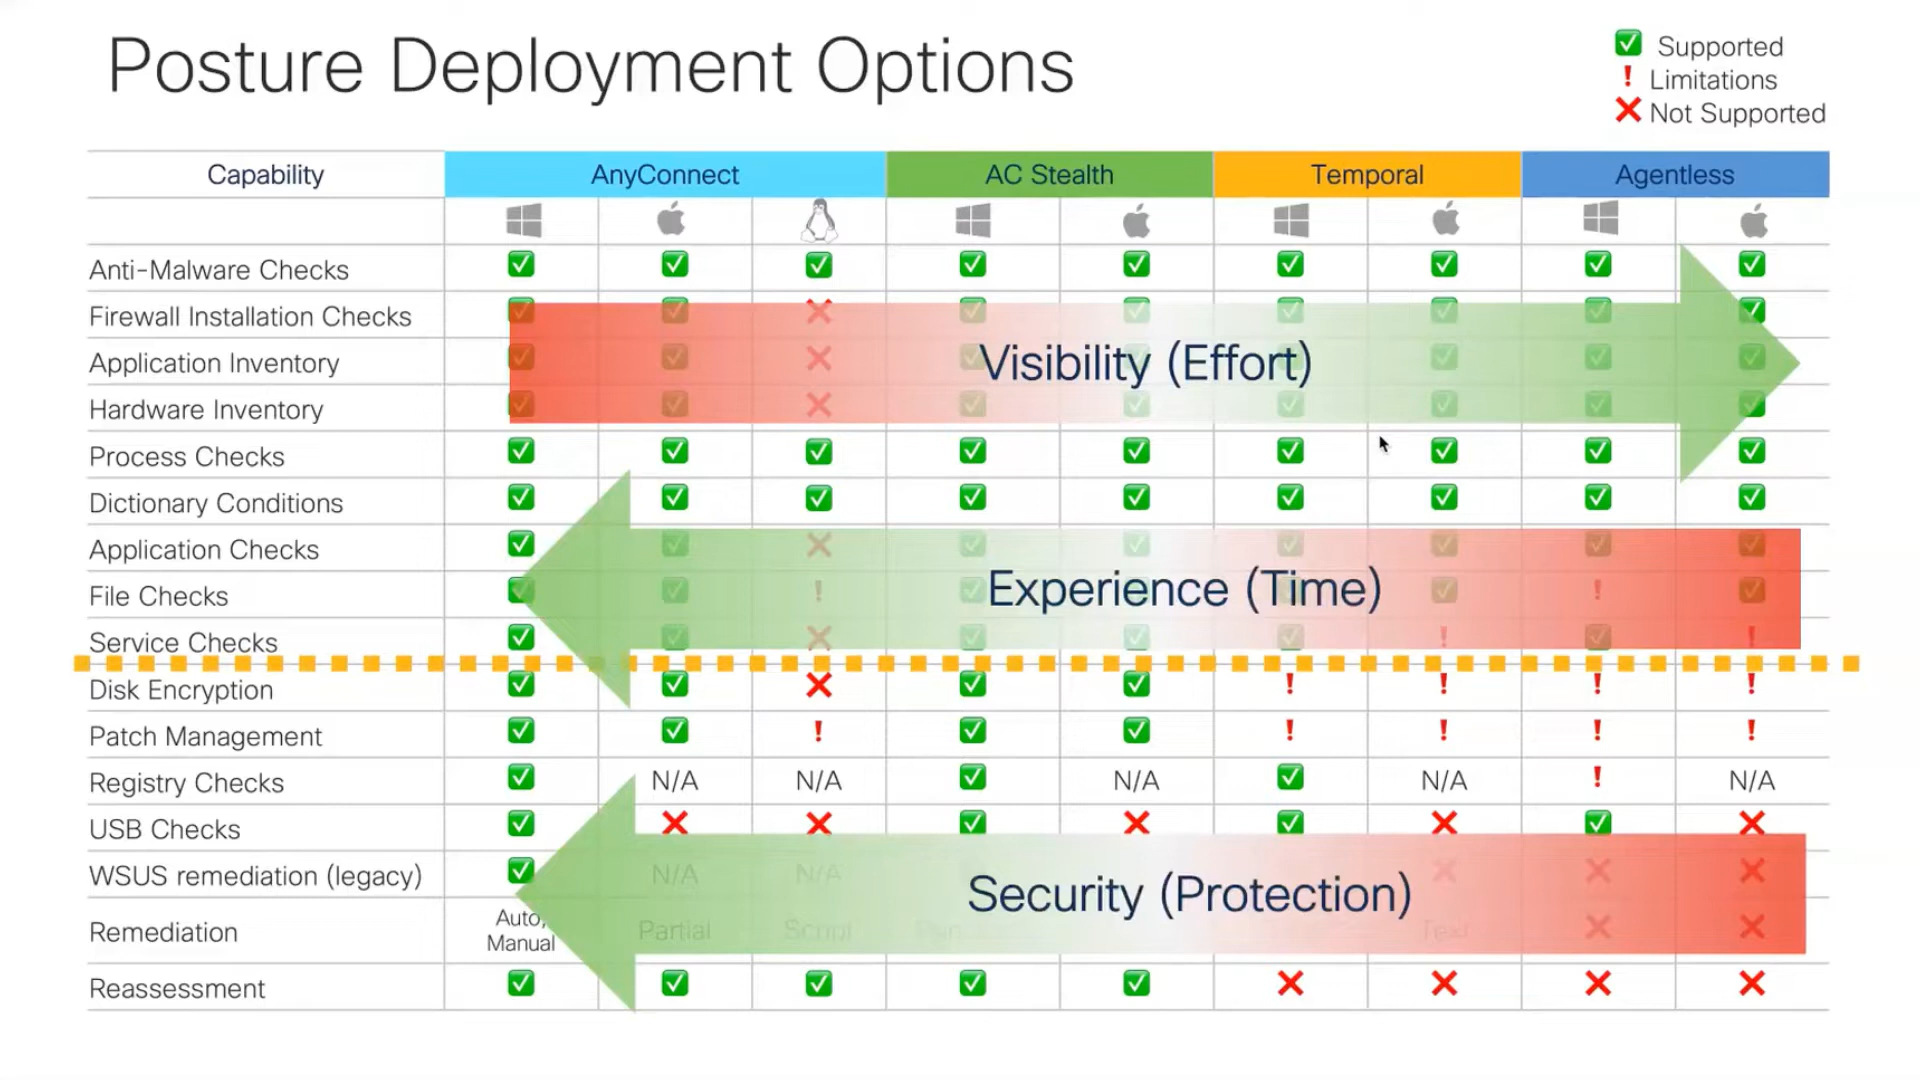 Posture Deployment Options
Supported
Limitations
Not Supported
Capability AnyConnect AC Stealth Temporal Agentless
Anti-Malware Checks
Firewall Installation Checks
Application Inventory
Visibility (Effort)
Hardware Inventory
Process Checks
Dictionary Conditions
Application Checks
File Checks
Experience (Time)
Service Checks
Disk Encryption
Patch Management
Registry Checks N/A N/A N/A N/A N/A
USB Checks
WSUS remediation (legacy) N/A N/A
Security (Protection)
Remediation Auto, Manual Partial Script Text
Reassessment